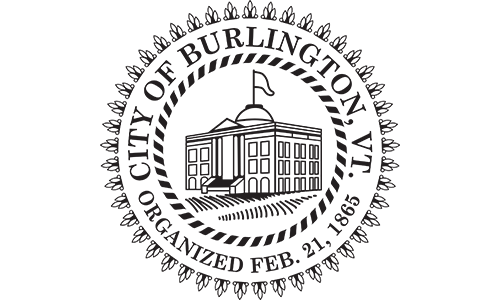 CITY OF BURLINGTON, VT.
ORGANIZED FEB. 21, 1865